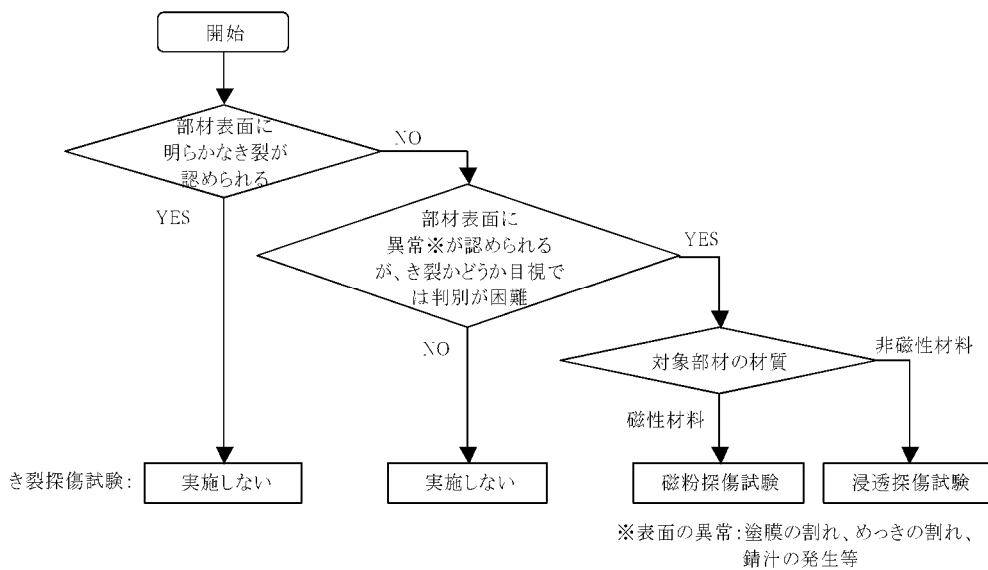 開始
部材表面に
明らかなき裂が
認められる
NO
YES
部材表面に
異常※が認められる
が、き裂かどうか目視で
は判別が困難
YES
NO
対象部材の材質
非磁性材料
磁性材料
き裂探傷試験:
実施しない
実施しない
磁粉探傷試験
浸透探傷試験
※表面の異常:塗膜の割れ、めっきの割れ、
錆汁の発生等